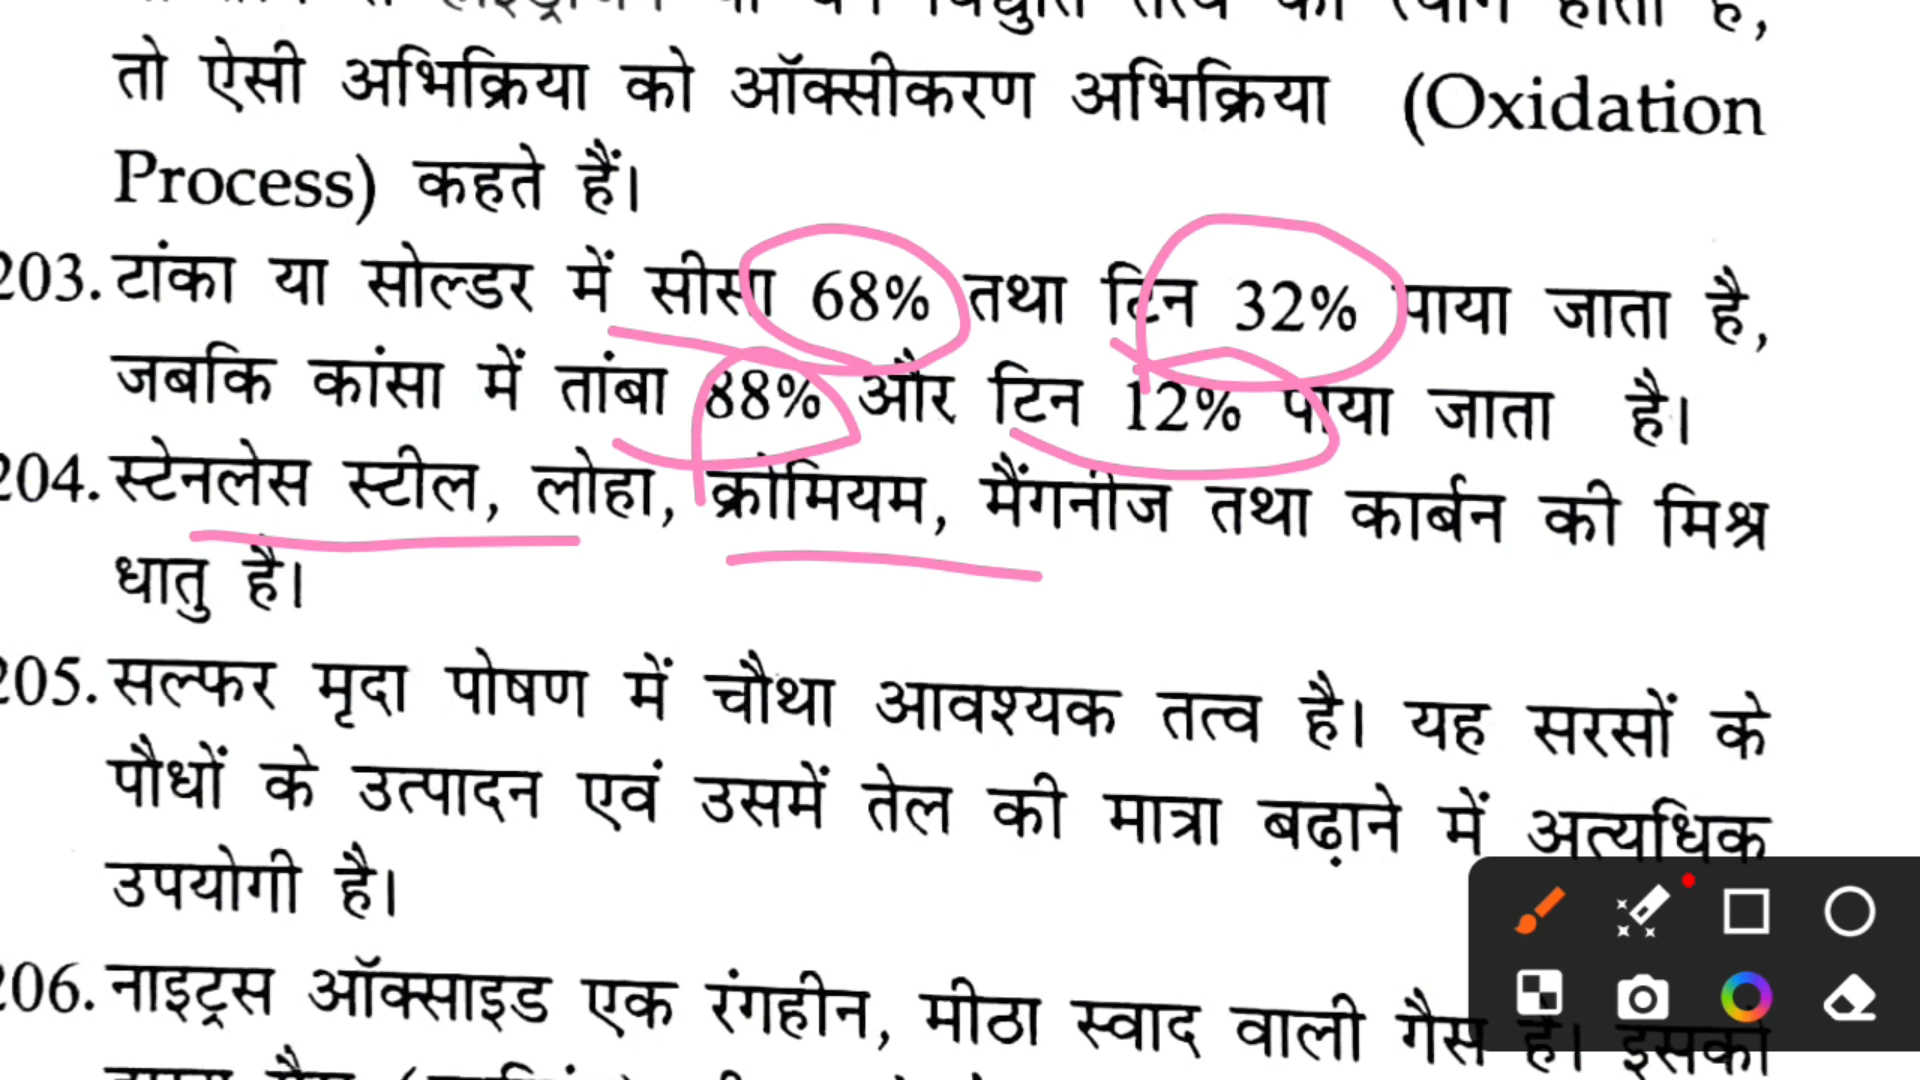 विद्युति तत्व का त्याग होता है,
तो ऐसी अभिक्रिया को ऑक्सीकरण अभिक्रिया (Oxidation
Process) कहते हैं।
203. टांका या सोल्डर में सीसा 68% तथा टिन 32% पाया जाता है,
जबकि कांसा में तांबा 88% और टिन 12% पाया जाता है।
204. स्टेनलेस स्टील, लोहा, क्रोमियम, मैंगनीज तथा कार्बन की मिश्र
धातु है।
205. सल्फर मृदा पोषण में चौथा आवश्यक तत्व है। यह सरसों के
पौधों के उत्पादन एवं उसमें तेल की मात्रा बढ़ाने में अत्यधिक
उपयोगी है।
206. नाइट्रस ऑक्साइड एक रंगहीन, मीठा स्वाद वाली गैस है। इसको